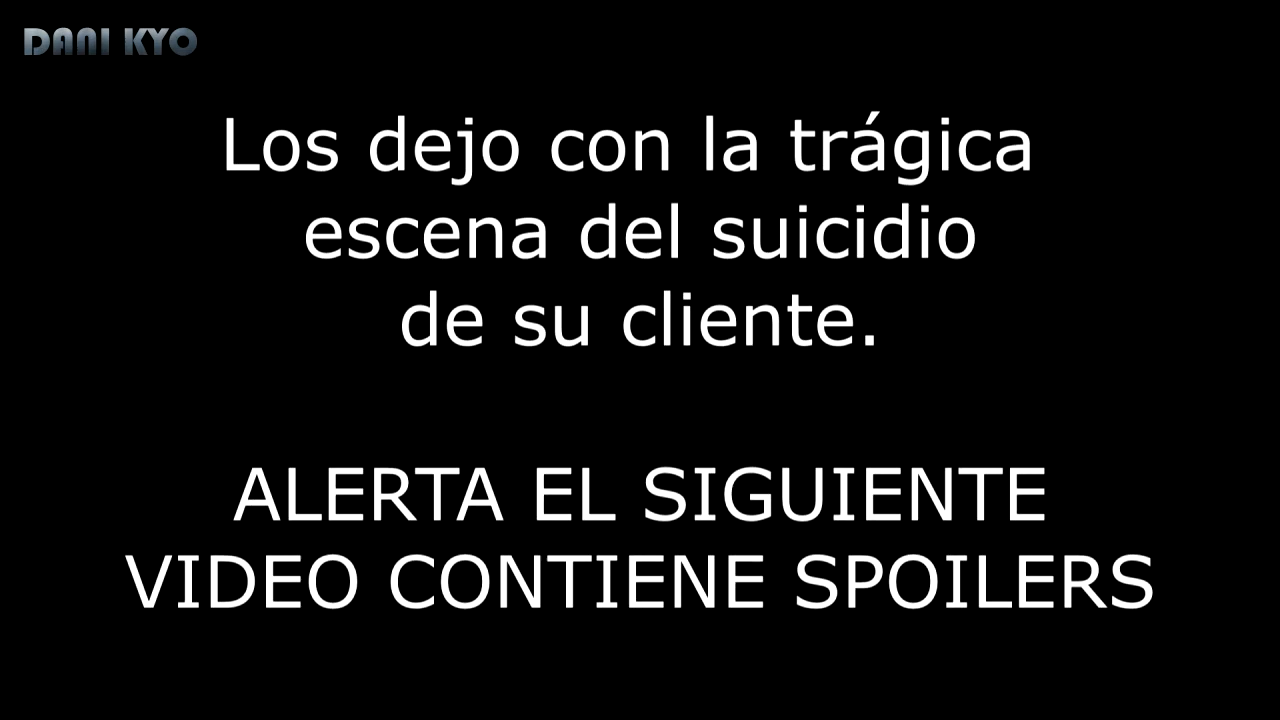 DANI KYO
Los dejo con la trágica
escena del suicidio
de su cliente.
ALERTA EL SIGUIENTE
VIDEO CONTIENE SPOILERS